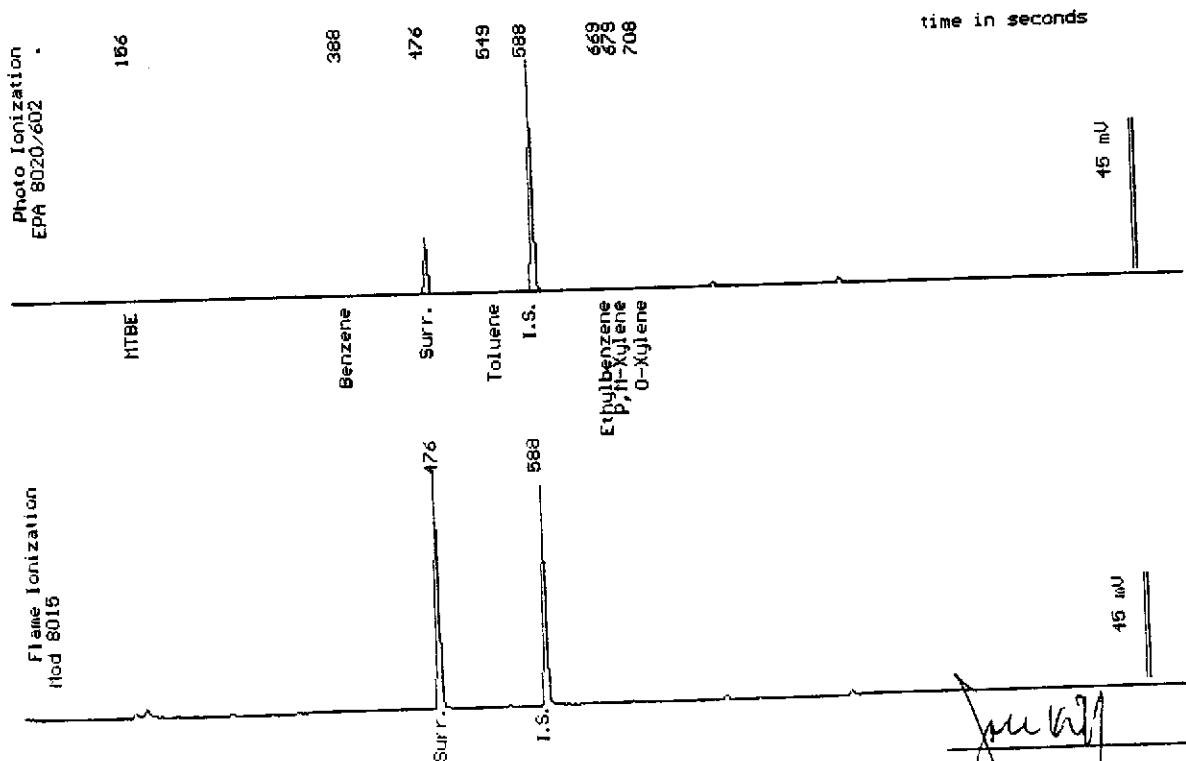 time in seconds
Photo Ionization
EPA 8020/602
156
388
476
549
588
669
679
708
45 mV
MTBE
Benzene
Surr.
Toluene
I.S.
Ethylbenzene
P,M-Xylene
O-Xylene
Flame Ionization
Mod 8015
476
588
45 mV
Surr.
I.S.